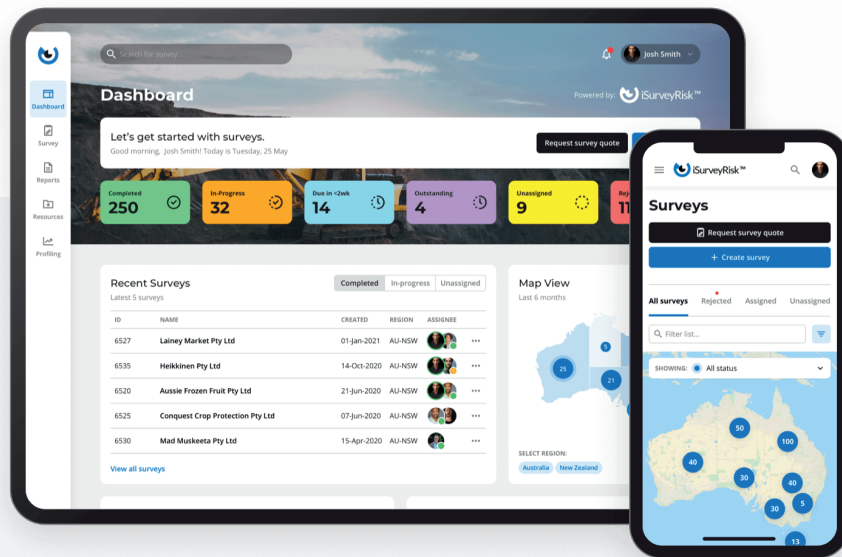 Search for survey...
Josh Smith
Dashboard
Powered by: iSurveyRisk™
Dashboard
Survey
Reports
Resources
Profiling
Let's get started with surveys.
Good morning, Josh Smith! Today is Tuesday, 25 May
Request survey quote
Completed
250
In-Progress
32
Due in <2wk
14
Outstanding
4
Unassigned
9
11
Recent Surveys
Latest 5 surveys
Completed In-progress Unassigned
ID NAME CREATED REGION ASSIGNEE
6527 Lainey Market Pty Ltd 01-Jan-2021 AU-NSW
6535 Heikkinen Pty Ltd 14-Oct-2020 AU-NSW
6520 Aussie Frozen Fruit Pty Ltd 21-Jun-2020 AU-NSW
6525 Conquest Crop Protection Pty Ltd 07-Jun-2020 AU-NSW
6530 Mad Musketa Pty Ltd 15-Apr-2020 AU-NSW
View all surveys
Map View
Last 6 months
5
25
21
SELECT REGION:
Australia New Zealand
iSurveyRisk™
Surveys
Request survey quote
+ Create survey
All surveys Rejected Assigned Unassigned
Filter list...
SHOWING: All status
50
100
40
30
40
5
30
13